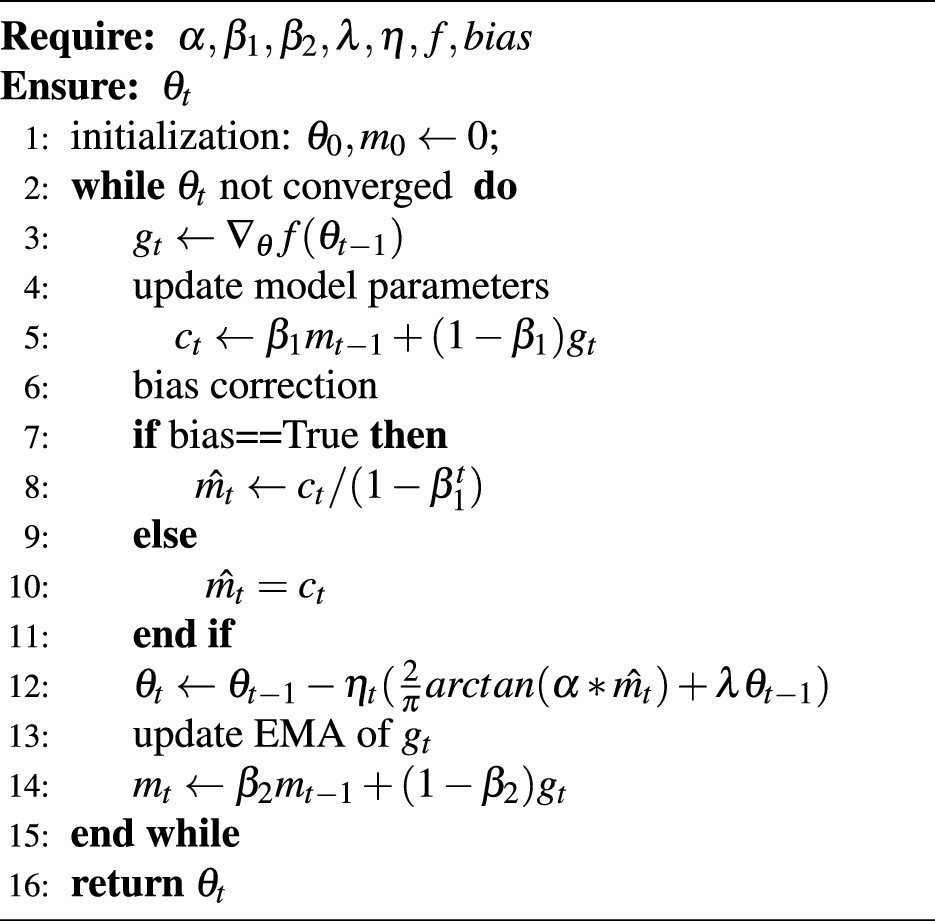 Require: α, β₁, β₂, λ, η, f, bias
Ensure: θₜ
1: initialization: θ₀, m₀ ← 0;
2: while θₜ not converged do
3: gₜ ← ∇_θ f(θₜ₋₁)
4: update model parameters
5: cₜ ← β₁mₜ₋₁ + (1 − β₁)gₜ
6: bias correction
7: if bias==True then
8: m̂ₜ ← cₜ/(1 − β₁ᵗ)
9: else
10: m̂ₜ = cₜ
11: end if
12: θₜ ← θₜ₋₁ − ηₜ(2/π arctan(α ∗ m̂ₜ) + λθₜ₋₁)
13: update EMA of gₜ
14: mₜ ← β₂mₜ₋₁ + (1 − β₂)gₜ
15: end while
16: return θₜ